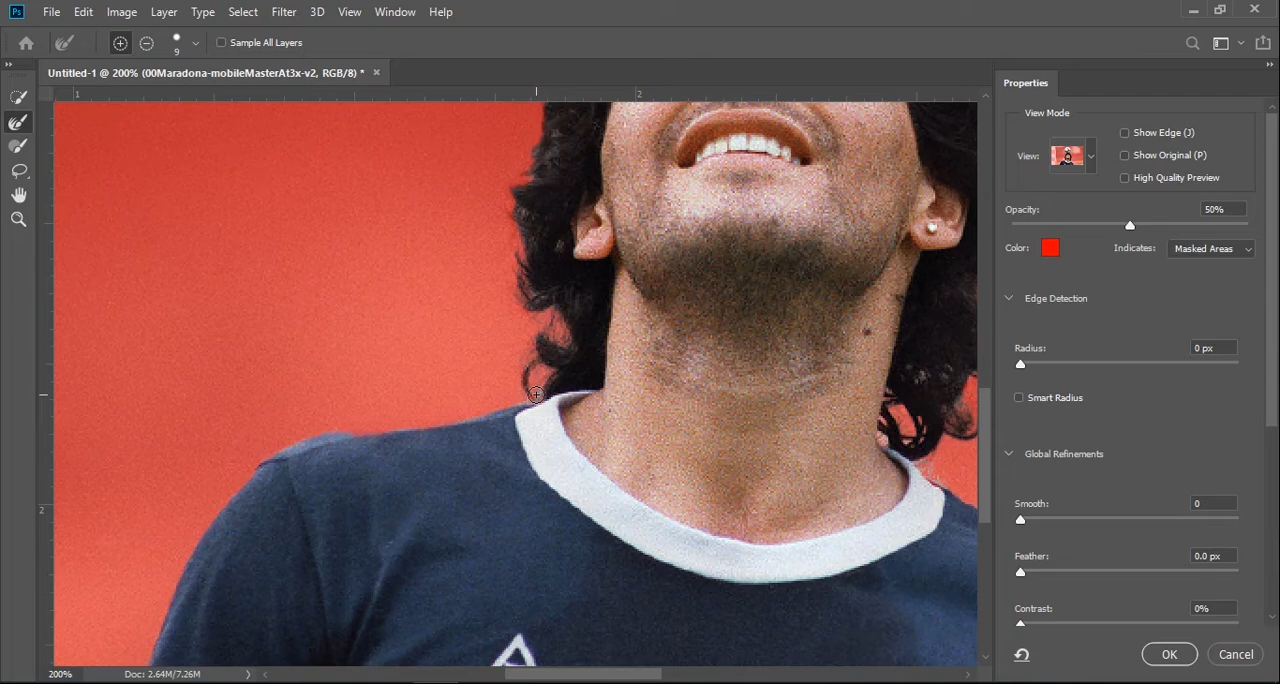 Ps File Edit Image Layer Type Select Filter 3D View Window Help
9 Sample All Layers
Untitled-1 @ 200% (00Maradona-mobileMasterAt3x-v2, RGB/8) * ×
1 2
2
Properties
View Mode
View:
Show Edge (J)
Show Original (P)
High Quality Preview
Opacity: 50%
Color: Indicates: Masked Areas
Edge Detection
Radius: 0 px
Smart Radius
Global Refinements
Smooth: 0
Feather: 0.0 px
Contrast: 0%
OK Cancel
200% Doc: 2.64M/7.26M